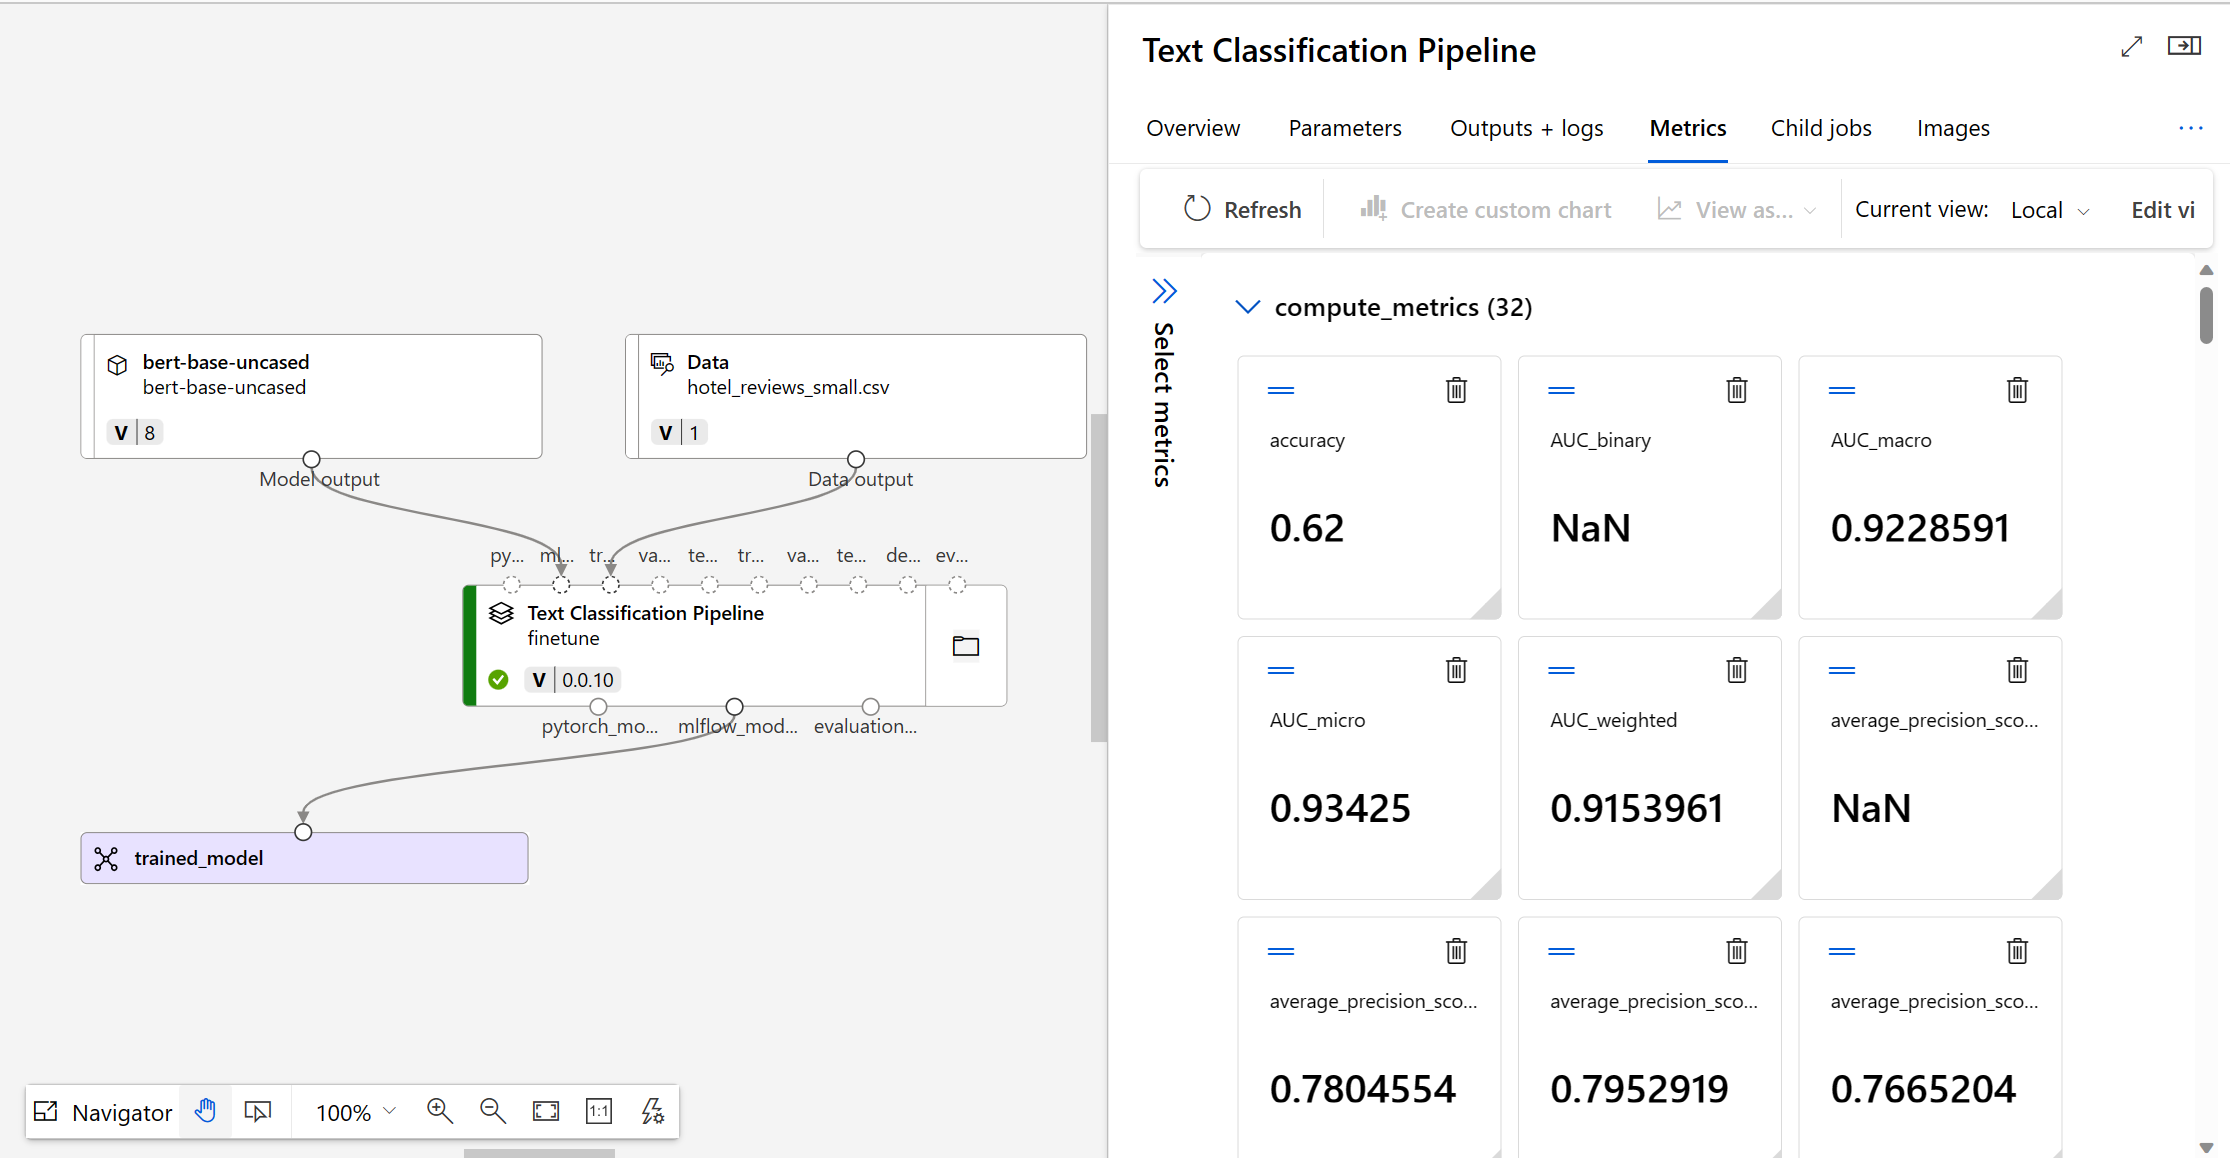 bert-base-uncased
bert-base-uncased
V 8
Model output
Data
hotel_reviews_small.csv
V 1
Data output
py... ml... tr... va... te... tr... va... te... de... ev...
Text Classification Pipeline
finetune
V 0.0.10
pytorch_mo... mlflow_mod... evaluation...
trained_model
Navigator 100% 1:1
Text Classification Pipeline
Overview Parameters Outputs + logs Metrics Child jobs Images ...
Refresh Create custom chart View as... Current view: Local Edit vi
Select metrics
compute_metrics (32)
accuracy
0.62
AUC_binary
NaN
AUC_macro
0.9228591
AUC_micro
0.93425
AUC_weighted
0.9153961
average_precision_sco...
NaN
average_precision_sco...
0.7804554
average_precision_sco...
0.7952919
average_precision_sco...
0.7665204